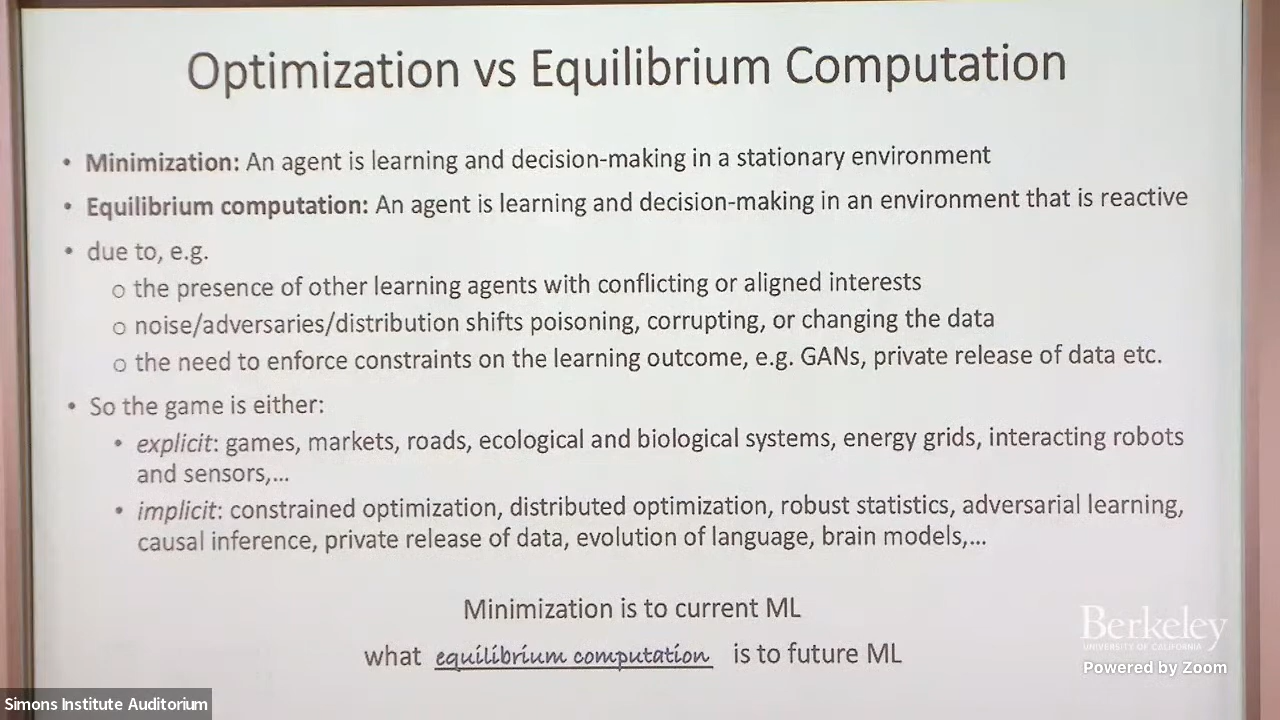 Optimization vs Equilibrium Computation
• Minimization: An agent is learning and decision-making in a stationary environment
• Equilibrium computation: An agent is learning and decision-making in an environment that is reactive
• due to, e.g.
o the presence of other learning agents with conflicting or aligned interests
o noise/adversaries/distribution shifts poisoning, corrupting, or changing the data
o the need to enforce constraints on the learning outcome, e.g. GANs, private release of data etc.
• So the game is either:
• explicit: games, markets, roads, ecological and biological systems, energy grids, interacting robots
and sensors,...
• implicit: constrained optimization, distributed optimization, robust statistics, adversarial learning,
causal inference, private release of data, evolution of language, brain models,...
Minimization is to current ML
what equilibrium computation is to future ML
Berkeley
UNIVERSITY OF CALIFORNIA
Powered by Zoom
Simons Institute Auditorium